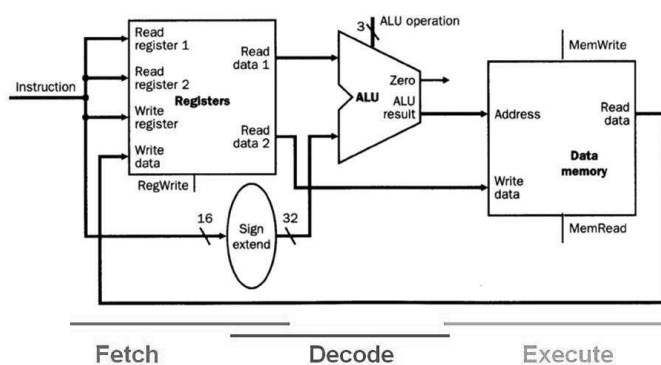 ALU operation
3
Instruction
Read
register 1
Read
register 2
Write
register
Write
data
Registers
Read
data 1
Read
data 2
RegWrite
Zero
ALU
ALU
result
MemWrite
Address
Read
data
Data
memory
Write
data
MemRead
16
Sign
extend
32
Fetch
Decode
Execute